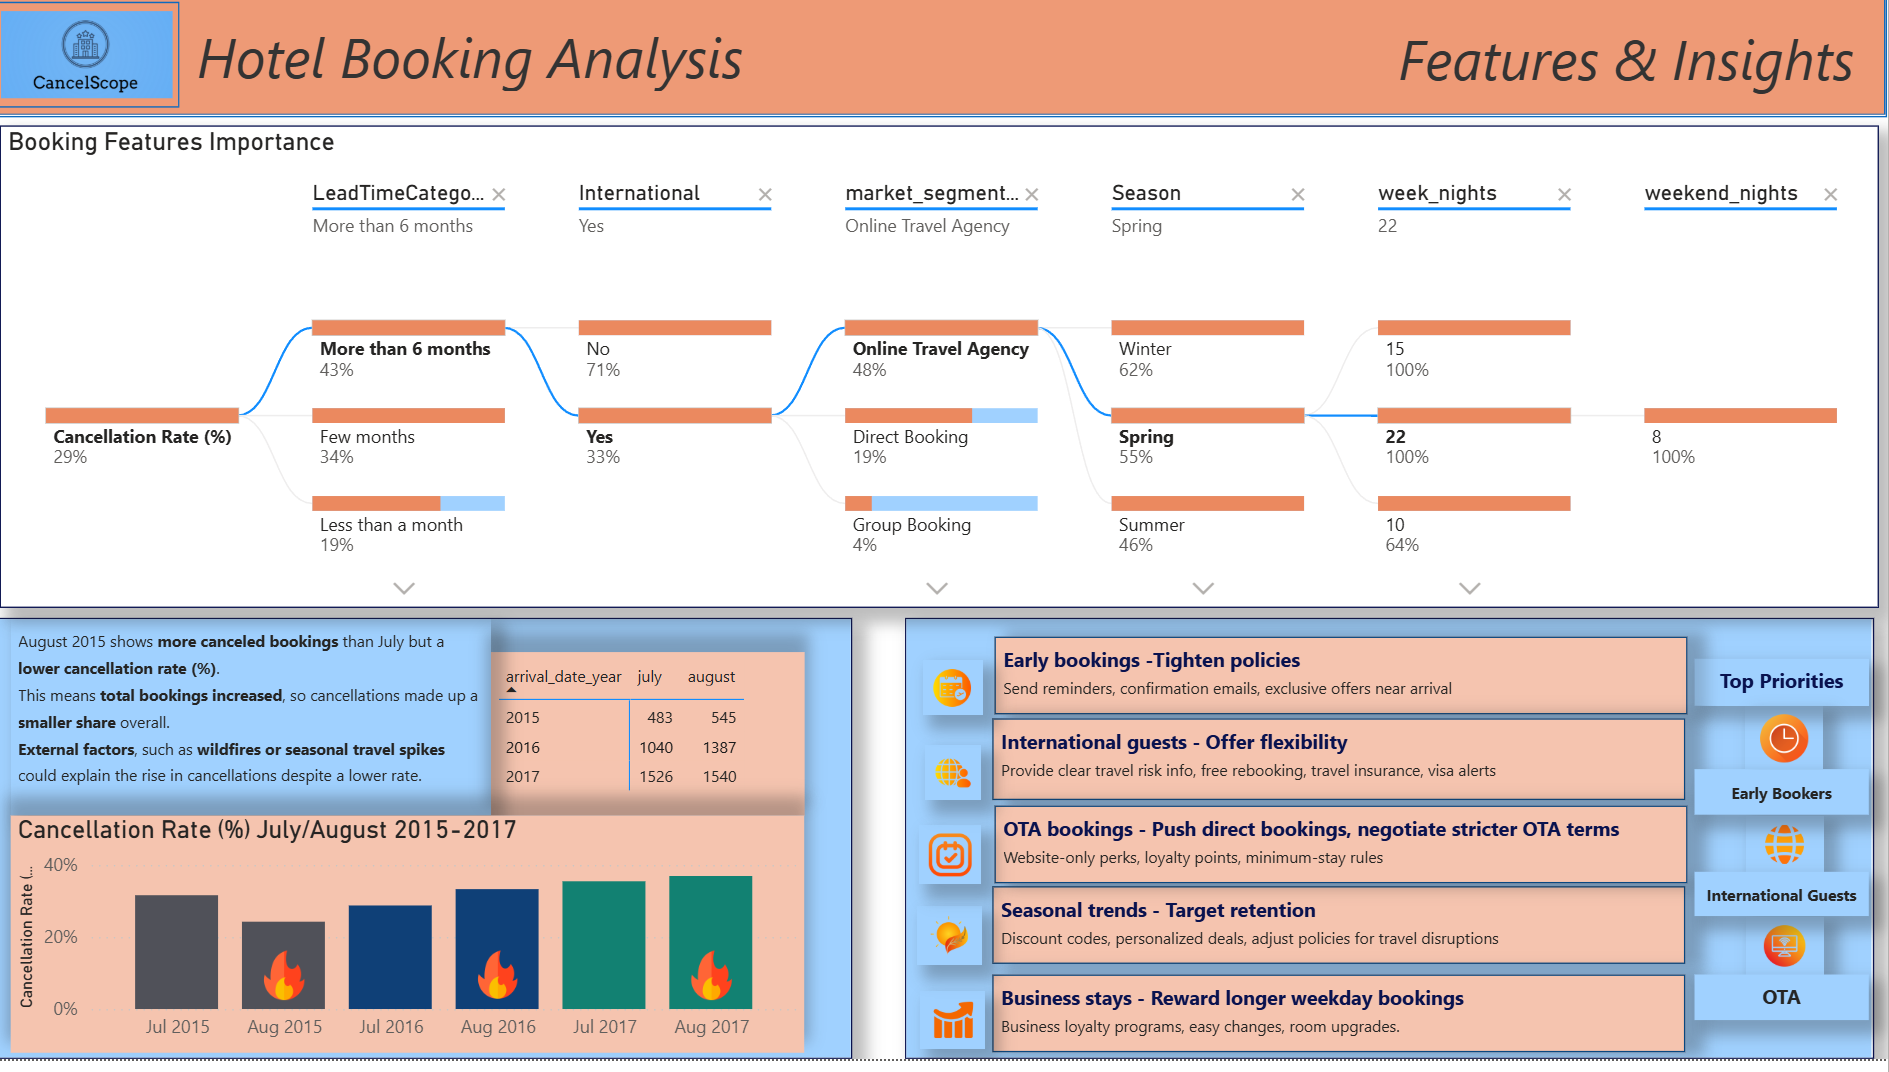 CancelScope
Hotel Booking Analysis
Features & Insights
Booking Features Importance
LeadTimeCatego...
More than 6 months
International
Yes
market_segment...
Online Travel Agency
Season
Spring
week_nights
22
weekend_nights
Cancellation Rate (%)
29%
More than 6 months
43%
Few months
34%
Less than a month
19%
No
71%
Yes
33%
Online Travel Agency
48%
Direct Booking
19%
Group Booking
4%
Winter
62%
Spring
55%
Summer
46%
15
100%
22
100%
10
64%
8
100%
August 2015 shows more canceled bookings than July but a
lower cancellation rate (%).
This means total bookings increased, so cancellations made up a
smaller share overall.
External factors, such as wildfires or seasonal travel spikes
could explain the rise in cancellations despite a lower rate.
arrival_date_year july august
2015 483 545
2016 1040 1387
2017 1526 1540
Cancellation Rate (%) July/August 2015-2017
Cancellation Rate (...
40%
20%
0%
Jul 2015 Aug 2015 Jul 2016 Aug 2016 Jul 2017 Aug 2017
Early bookings -Tighten policies
Send reminders, confirmation emails, exclusive offers near arrival
International guests - Offer flexibility
Provide clear travel risk info, free rebooking, travel insurance, visa alerts
OTA bookings - Push direct bookings, negotiate stricter OTA terms
Website-only perks, loyalty points, minimum-stay rules
Seasonal trends - Target retention
Discount codes, personalized deals, adjust policies for travel disruptions
Business stays - Reward longer weekday bookings
Business loyalty programs, easy changes, room upgrades.
Top Priorities
Early Bookers
International Guests
OTA